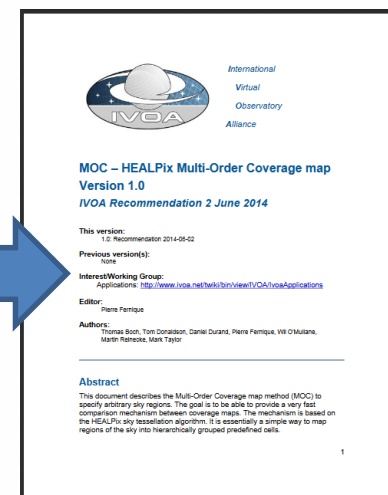 IVOA
International
Virtual
Observatory
Alliance
MOC – HEALPix Multi-Order Coverage map
Version 1.0
IVOA Recommendation 2 June 2014
This version:
1.0: Recommendation 2014-06-02
Previous version(s):
None
Interest/Working Group:
Applications: http://www.ivoa.net/twiki/bin/view/IVOA/IvoaApplications
Editor:
Pierre Fernique
Authors:
Thomas Boch, Tom Donaldson, Daniel Durand, Pierre Fernique, Wil O'Mullane,
Martin Reinecke, Mark Taylor
Abstract
This document describes the Multi-Order Coverage map method (MOC) to
specify arbitrary sky regions. The goal is to be able to provide a very fast
comparison mechanism between coverage maps. The mechanism is based on
the HEALPix sky tessellation algorithm. It is essentially a simple way to map
regions of the sky into hierarchically grouped predefined cells.
1